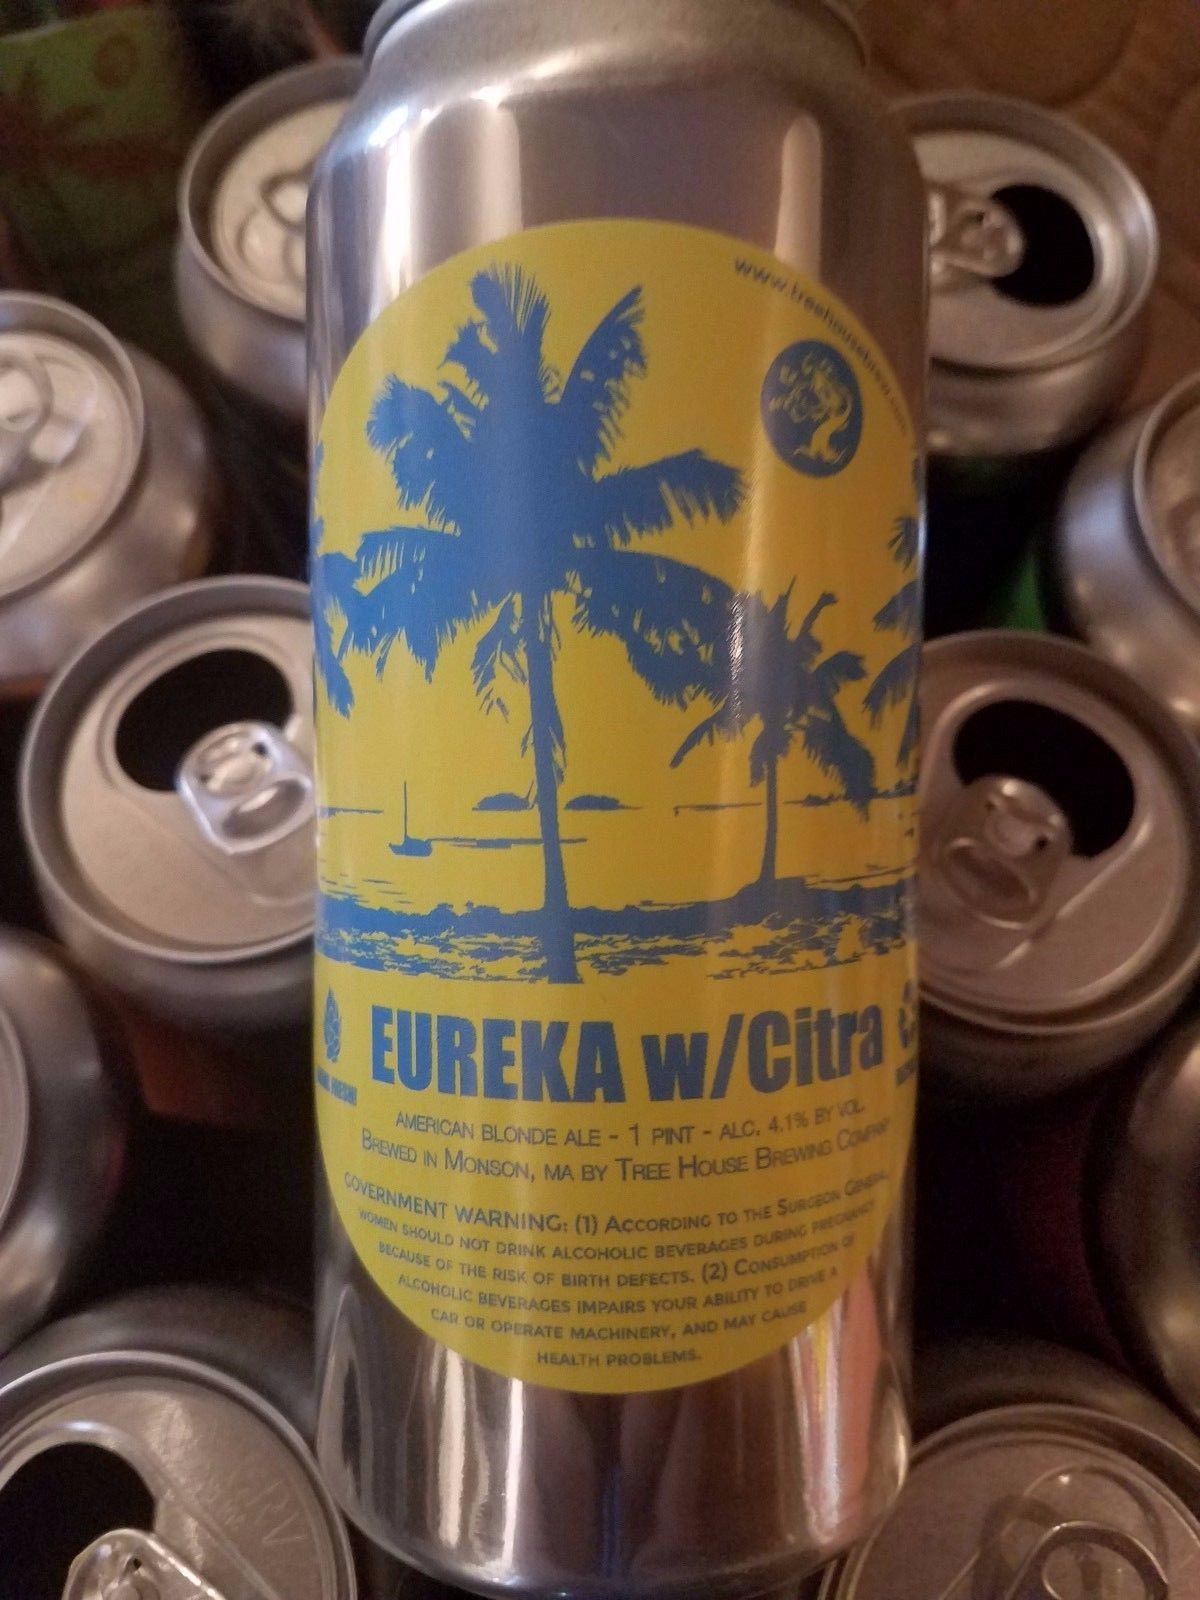 www.treehousebrew.com
EUREKA w/Citra
AMERICAN BLONDE ALE - 1 PINT - ALC. 4.1% BY VOL.
BREWED IN MONSON, MA BY TREE HOUSE BREWING COMPANY
GOVERNMENT WARNING: (1) ACCORDING TO THE SURGEON GENERAL,
WOMEN SHOULD NOT DRINK ALCOHOLIC BEVERAGES DURING PREGNANCY
BECAUSE OF THE RISK OF BIRTH DEFECTS. (2) CONSUMPTION OF
ALCOHOLIC BEVERAGES IMPAIRS YOUR ABILITY TO DRIVE A
CAR OR OPERATE MACHINERY, AND MAY CAUSE
HEALTH PROBLEMS.